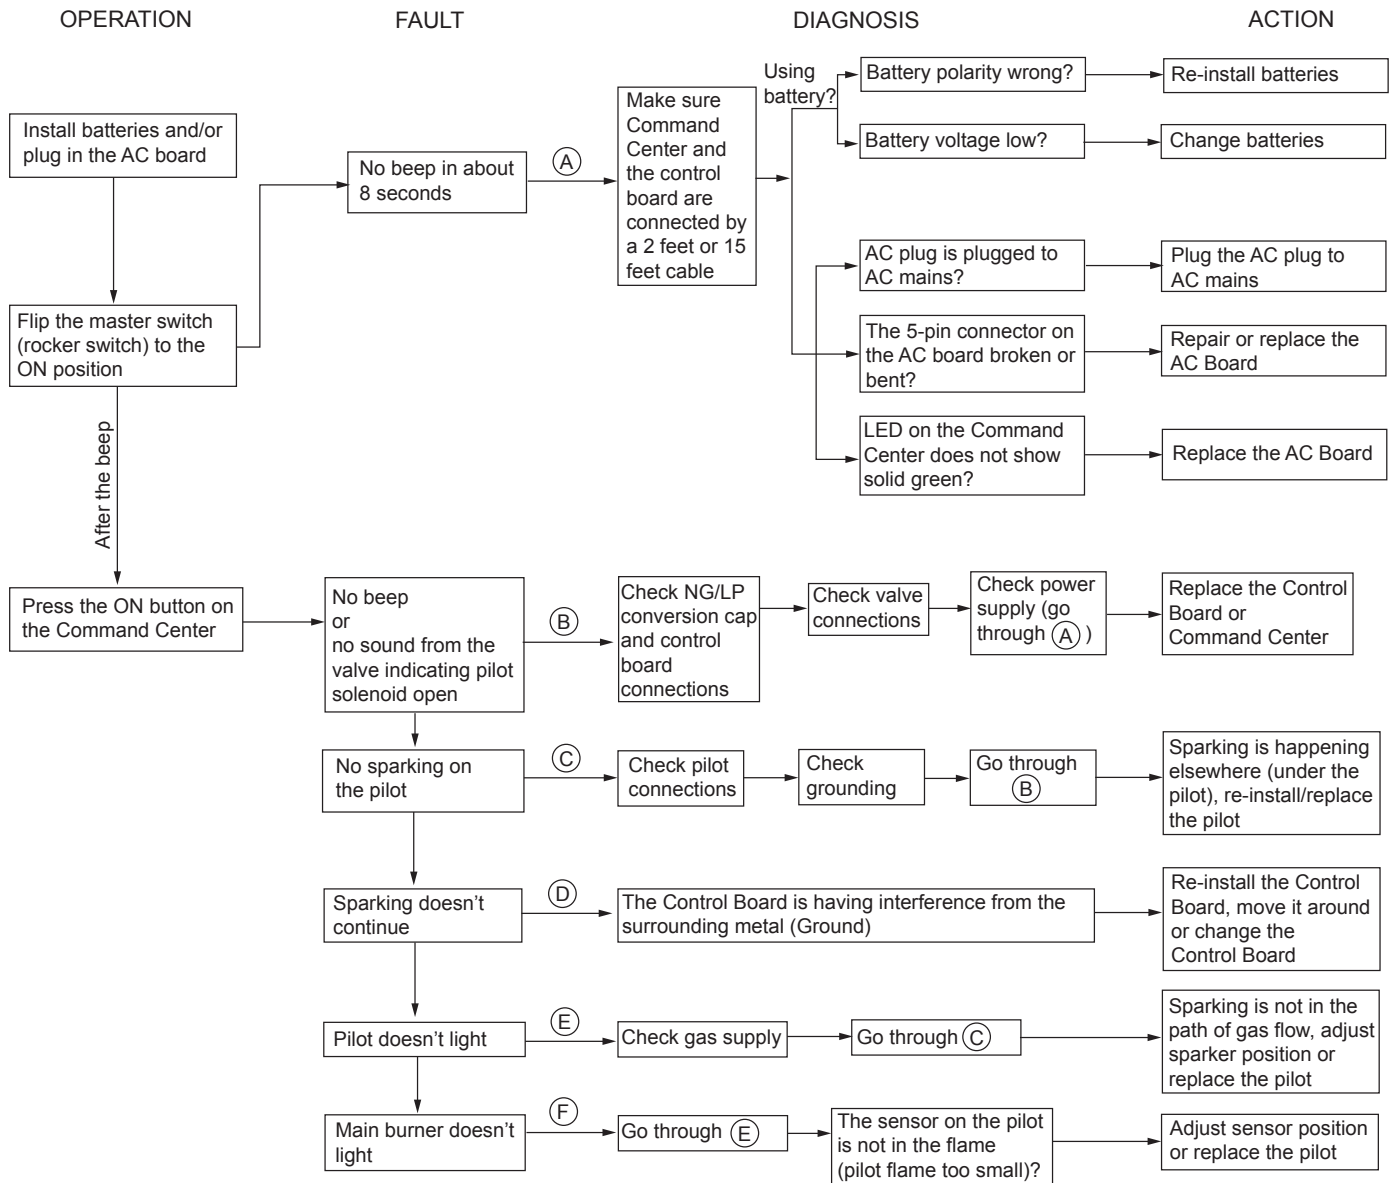 OPERATION
FAULT
DIAGNOSIS
ACTION
Install batteries and/or
plug in the AC board
Flip the master switch
(rocker switch) to the
ON position
After the beep
Press the ON button on
the Command Center
No beep in about
8 seconds
A
Make sure
Command
Center and
the control
board are
connected by
a 2 feet or 15
feet cable
Using
battery?
Battery polarity wrong?
Re-install batteries
Battery voltage low?
Change batteries
AC plug is plugged to
AC mains?
Plug the AC plug to
AC mains
The 5-pin connector on
the AC board broken or
bent?
Repair or replace the
AC Board
LED on the Command
Center does not show
solid green?
Replace the AC Board
No beep
or
no sound from the
valve indicating pilot
solenoid open
B
Check NG/LP
conversion cap
and control
board
connections
Check valve
connections
Check power
supply (go
through A )
Replace the Control
Board or
Command Center
No sparking on
the pilot
C
Check pilot
connections
Check
grounding
Go through
B
Sparking is happening
elsewhere (under the
pilot), re-install/replace
the pilot
Sparking doesn't
continue
D
The Control Board is having interference from the
surrounding metal (Ground)
Re-install the Control
Board, move it around
or change the
Control Board
Pilot doesn't light
E
Check gas supply
Go through C
Sparking is not in the
path of gas flow, adjust
sparker position or
replace the pilot
Main burner doesn't
light
F
Go through E
The sensor on the pilot
is not in the flame
(pilot flame too small)?
Adjust sensor position
or replace the pilot